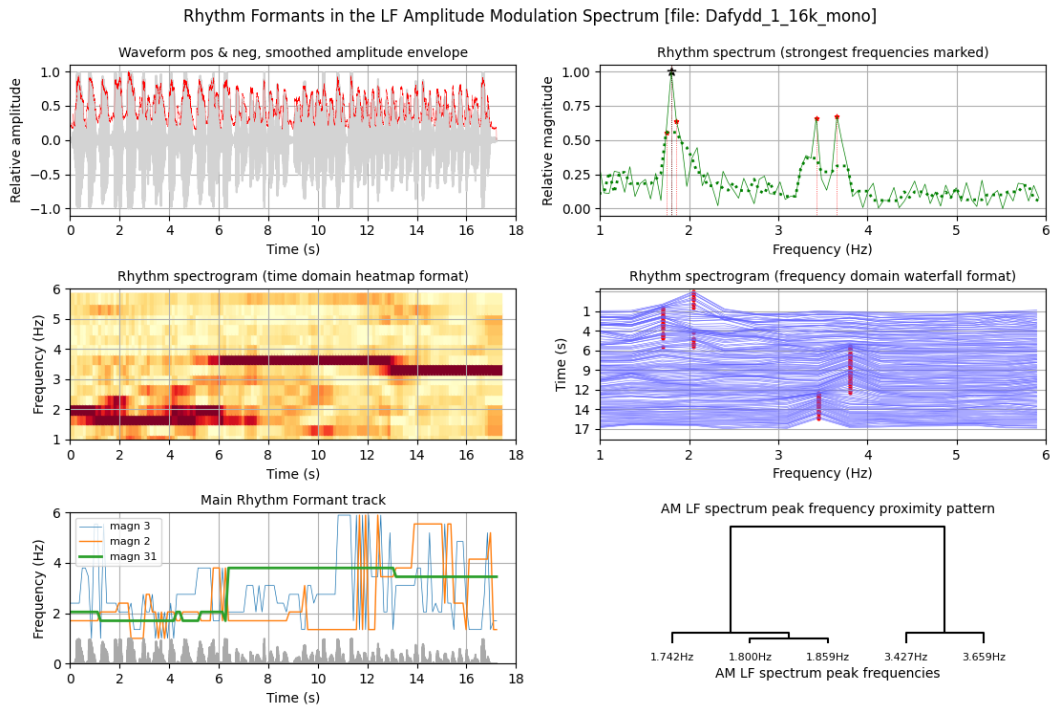 Rhythm Formants in the LF Amplitude Modulation Spectrum [file: Dafydd_1_16k_mono]
Waveform pos & neg, smoothed amplitude envelope
Relative amplitude
1.0
0.5
0.0
−0.5
−1.0
0 2 4 6 8 10 12 14 16 18
Time (s)
Rhythm spectrum (strongest frequencies marked)
Relative magnitude
1.00
0.75
0.50
0.25
0.00
1 2 3 4 5 6
Frequency (Hz)
Rhythm spectrogram (time domain heatmap format)
Frequency (Hz)
6
5
4
3
2
1
0 2 4 6 8 10 12 14 16 18
Time (s)
Rhythm spectrogram (frequency domain waterfall format)
Time (s)
1
4
6
9
12
14
17
1 2 3 4 5 6
Frequency (Hz)
Main Rhythm Formant track
Frequency (Hz)
6
4
2
0
magn 3
magn 2
magn 31
0 2 4 6 8 10 12 14 16 18
Time (s)
AM LF spectrum peak frequency proximity pattern
1.742Hz 1.800Hz 1.859Hz 3.427Hz 3.659Hz
AM LF spectrum peak frequencies